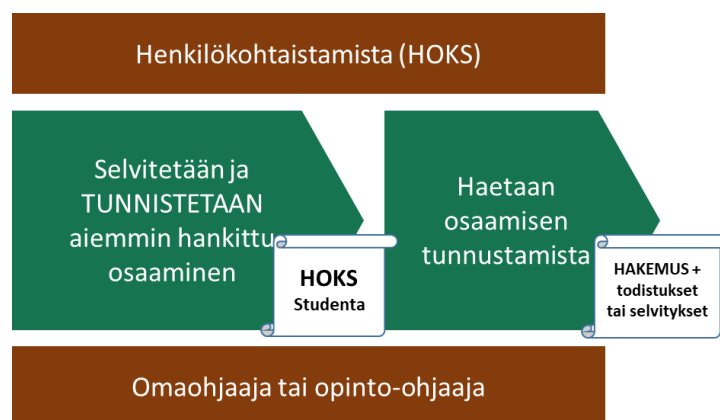 Henkilökohtaistamista (HOKS)
Selvitetään ja
TUNNISTETAAN
aiemmin hankittu
osaaminen
HOKS
Studenta
Haetaan
osaamisen
tunnustamista
HAKEMUS +
todistukset
tai selvitykset
Omaohjaaja tai opinto-ohjaaja